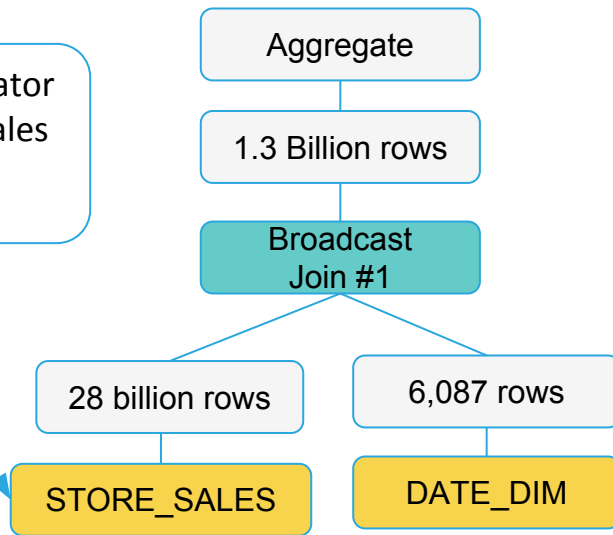 Aggregate
1.3 Billion rows
Broadcast
Join #1
28 billion rows
6,087 rows
STORE_SALES
DATE_DIM